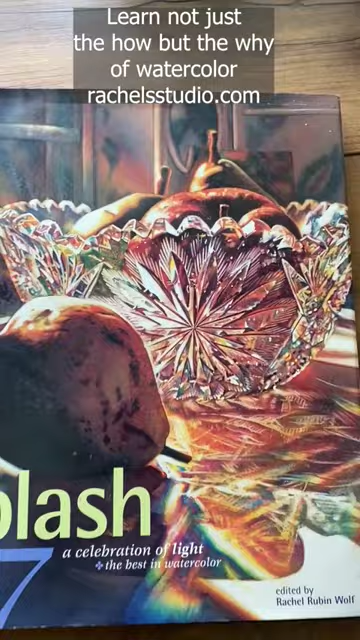 Learn not just
the how but the why
of watercolor
rachelsstudio.com
plash
7
a celebration of light
the best in watercolor
edited by
Rachel Rubin Wolf